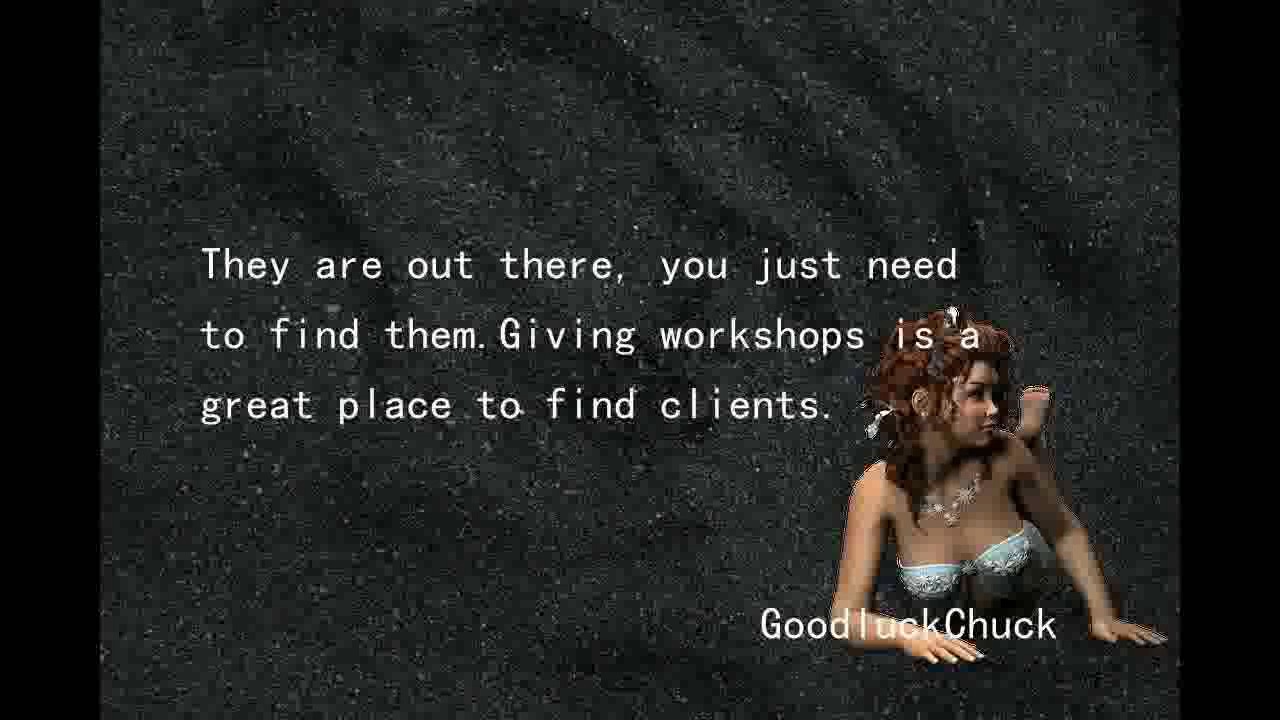 They are out there, you just need
to find them.Giving workshops is a
great place to find clients.
GoodluckChuck